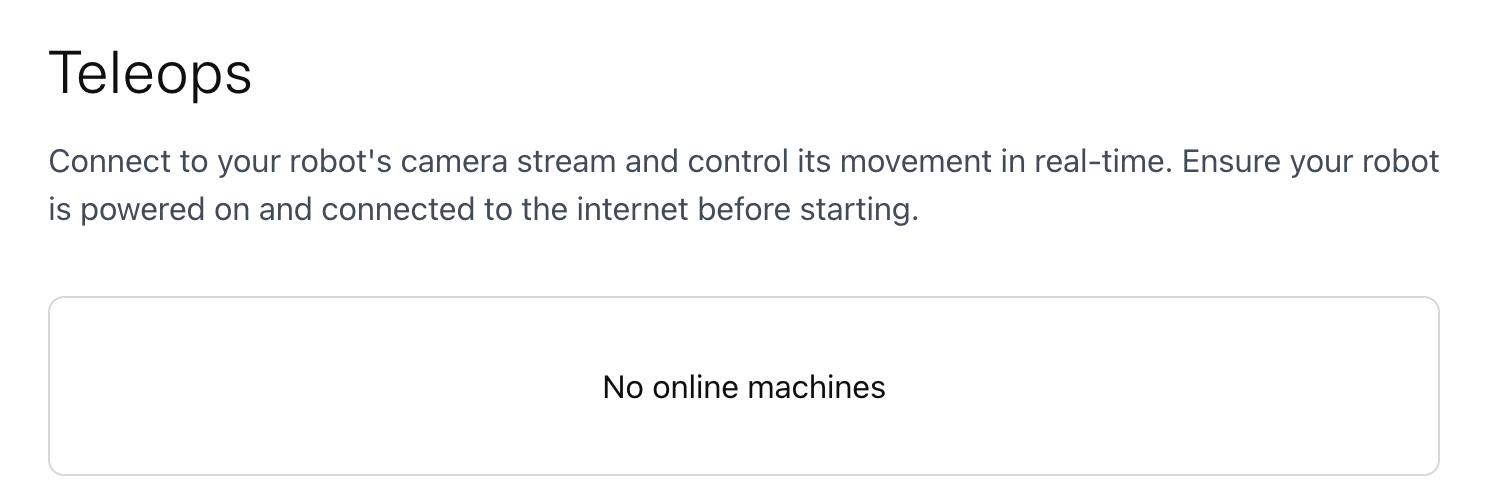 Teleops
Connect to your robot's camera stream and control its movement in real-time. Ensure your robot
is powered on and connected to the internet before starting.
No online machines